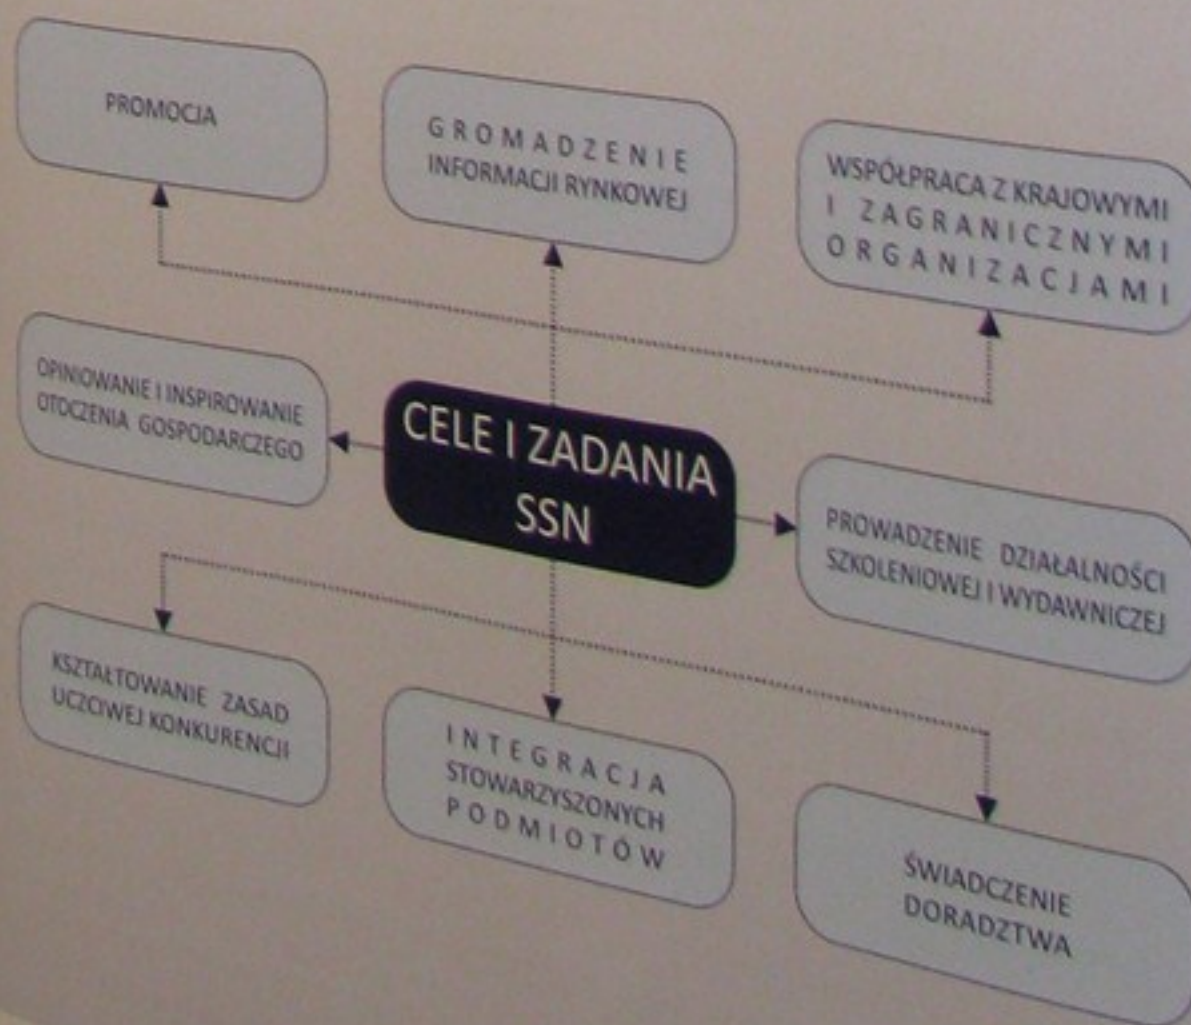 PROMOCJA
GROMADZENIE
INFORMACJI RYNKOWEJ
WSPÓŁPRACA Z KRAJOWYMI
I ZAGRANICZNYMI
ORGANIZACJAMI
OPINIOWANIE I INSPIROWANIE
OTOCZENIA GOSPODARCZEGO
CELE I ZADANIA
SSN
PROWADZENIE DZIAŁALNOŚCI
SZKOLENIOWEJ I WYDAWNICZEJ
KSZTAŁTOWANIE ZASAD
UCZCIWEJ KONKURENCJI
INTEGRACJA
STOWARZYSZONYCH
PODMIOTÓW
ŚWIADCZENIE
DORADZTWA